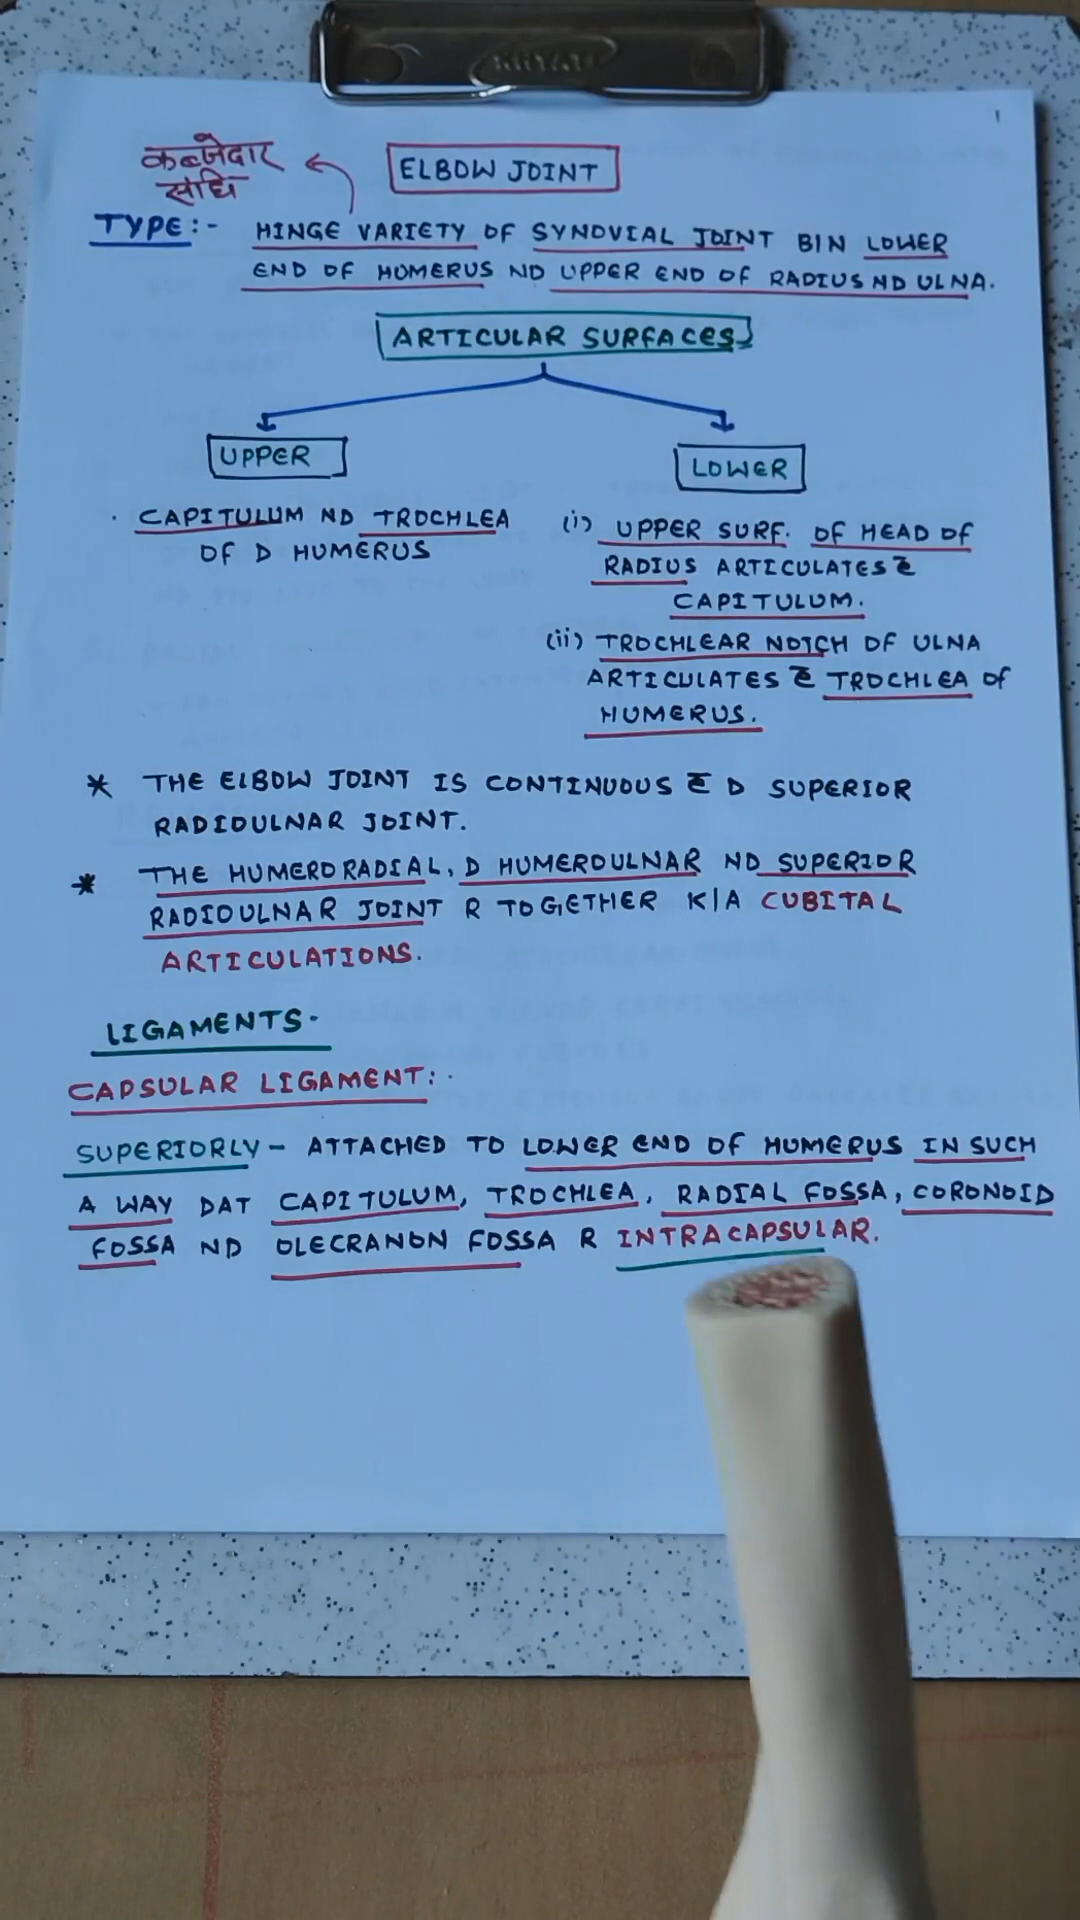 1
कब्जेदार
संधि
ELBOW JOINT
TYPE:- HINGE VARIETY OF SYNOVIAL JOINT BIN LOWER
END OF HUMERUS ND UPPER END OF RADIUS ND ULNA.
ARTICULAR SURFACES
UPPER
LOWER
· CAPITULUM ND TROCHLEA
OF D HUMERUS
(i) UPPER SURF. OF HEAD OF
RADIUS ARTICULATES c̄
CAPITULUM.
(ii) TROCHLEAR NOTCH OF ULNA
ARTICULATES c̄ TROCHLEA OF
HUMERUS.
* THE ELBOW JOINT IS CONTINUOUS c̄ D SUPERIOR
RADIOULNAR JOINT.
* THE HUMERORADIAL, D HUMEROULNAR ND SUPERIOR
RADIOULNAR JOINT R TOGETHER K/A CUBITAL
ARTICULATIONS.
LIGAMENTS-
CAPSULAR LIGAMENT:-
SUPERIORLY - ATTACHED TO LOWER END OF HUMERUS IN SUCH
A WAY DAT CAPITULUM, TROCHLEA, RADIAL FOSSA, CORONOID
FOSSA ND OLECRANON FOSSA R INTRACAPSULAR.